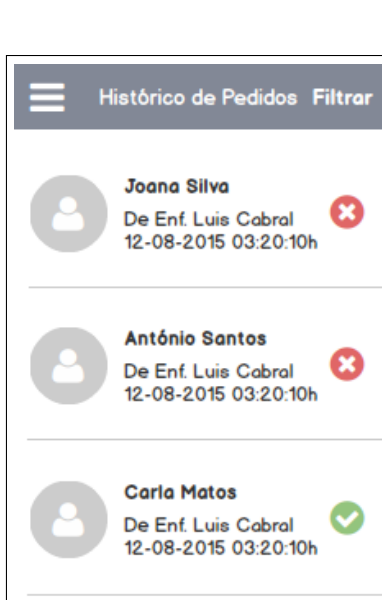 Histórico de Pedidos Filtrar
Joana Silva
De Enf. Luis Cabral
12-08-2015 03:20:10h
António Santos
De Enf. Luis Cabral
12-08-2015 03:20:10h
Carla Matos
De Enf. Luis Cabral
12-08-2015 03:20:10h